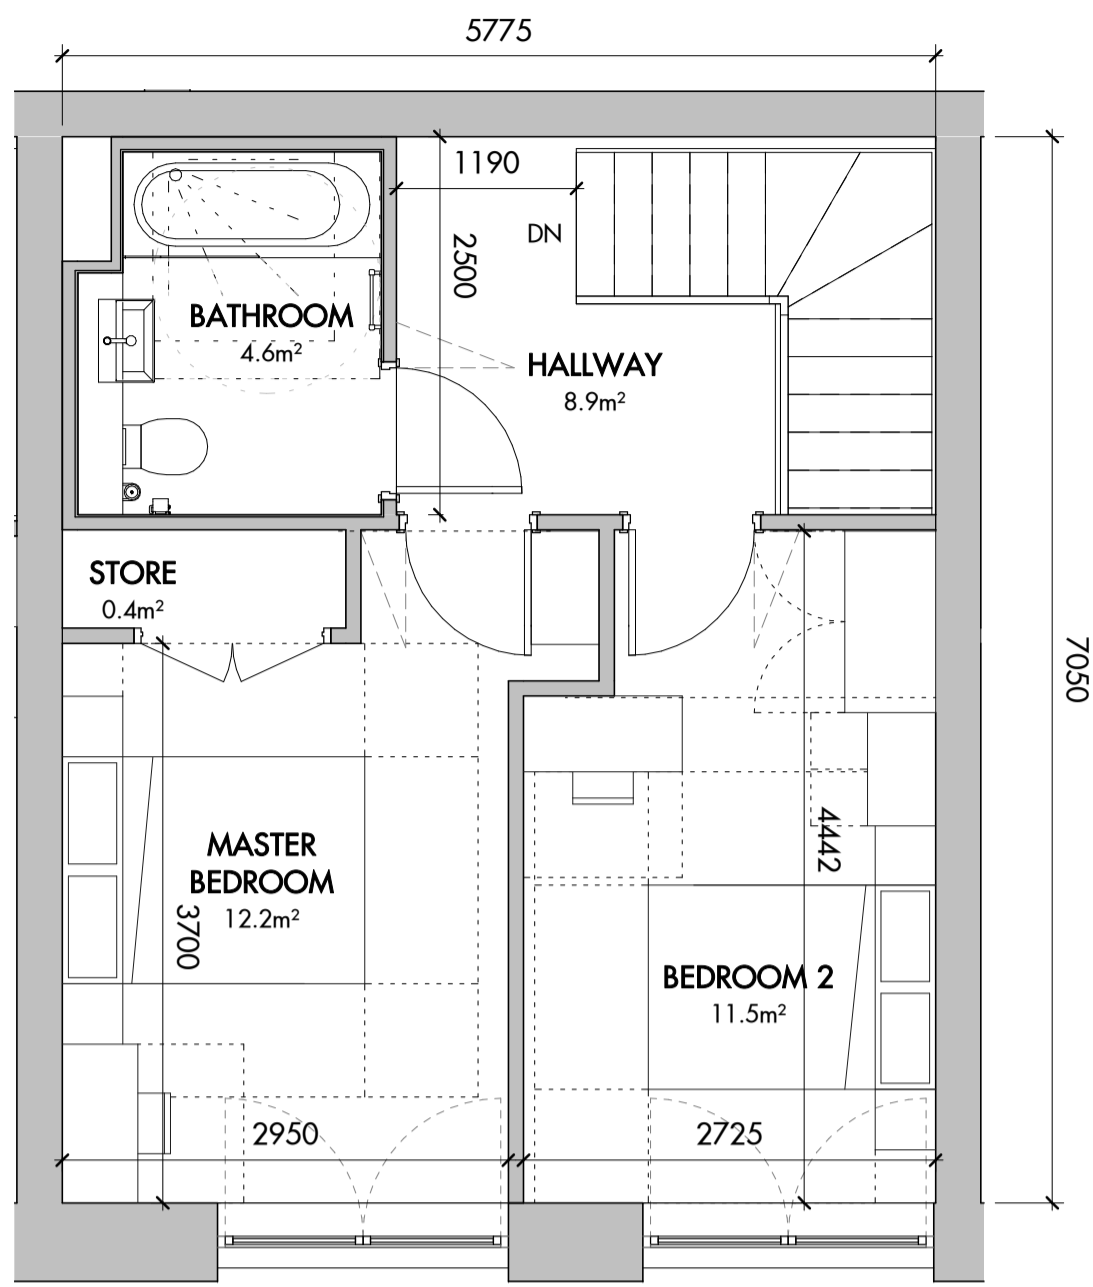 5775
1190
2500
DN
BATHROOM
4.6m²
HALLWAY
8.9m²
STORE
0.4m²
7050
MASTER
BEDROOM
12.2m²
3700
4442
BEDROOM 2
11.5m²
2950
2725